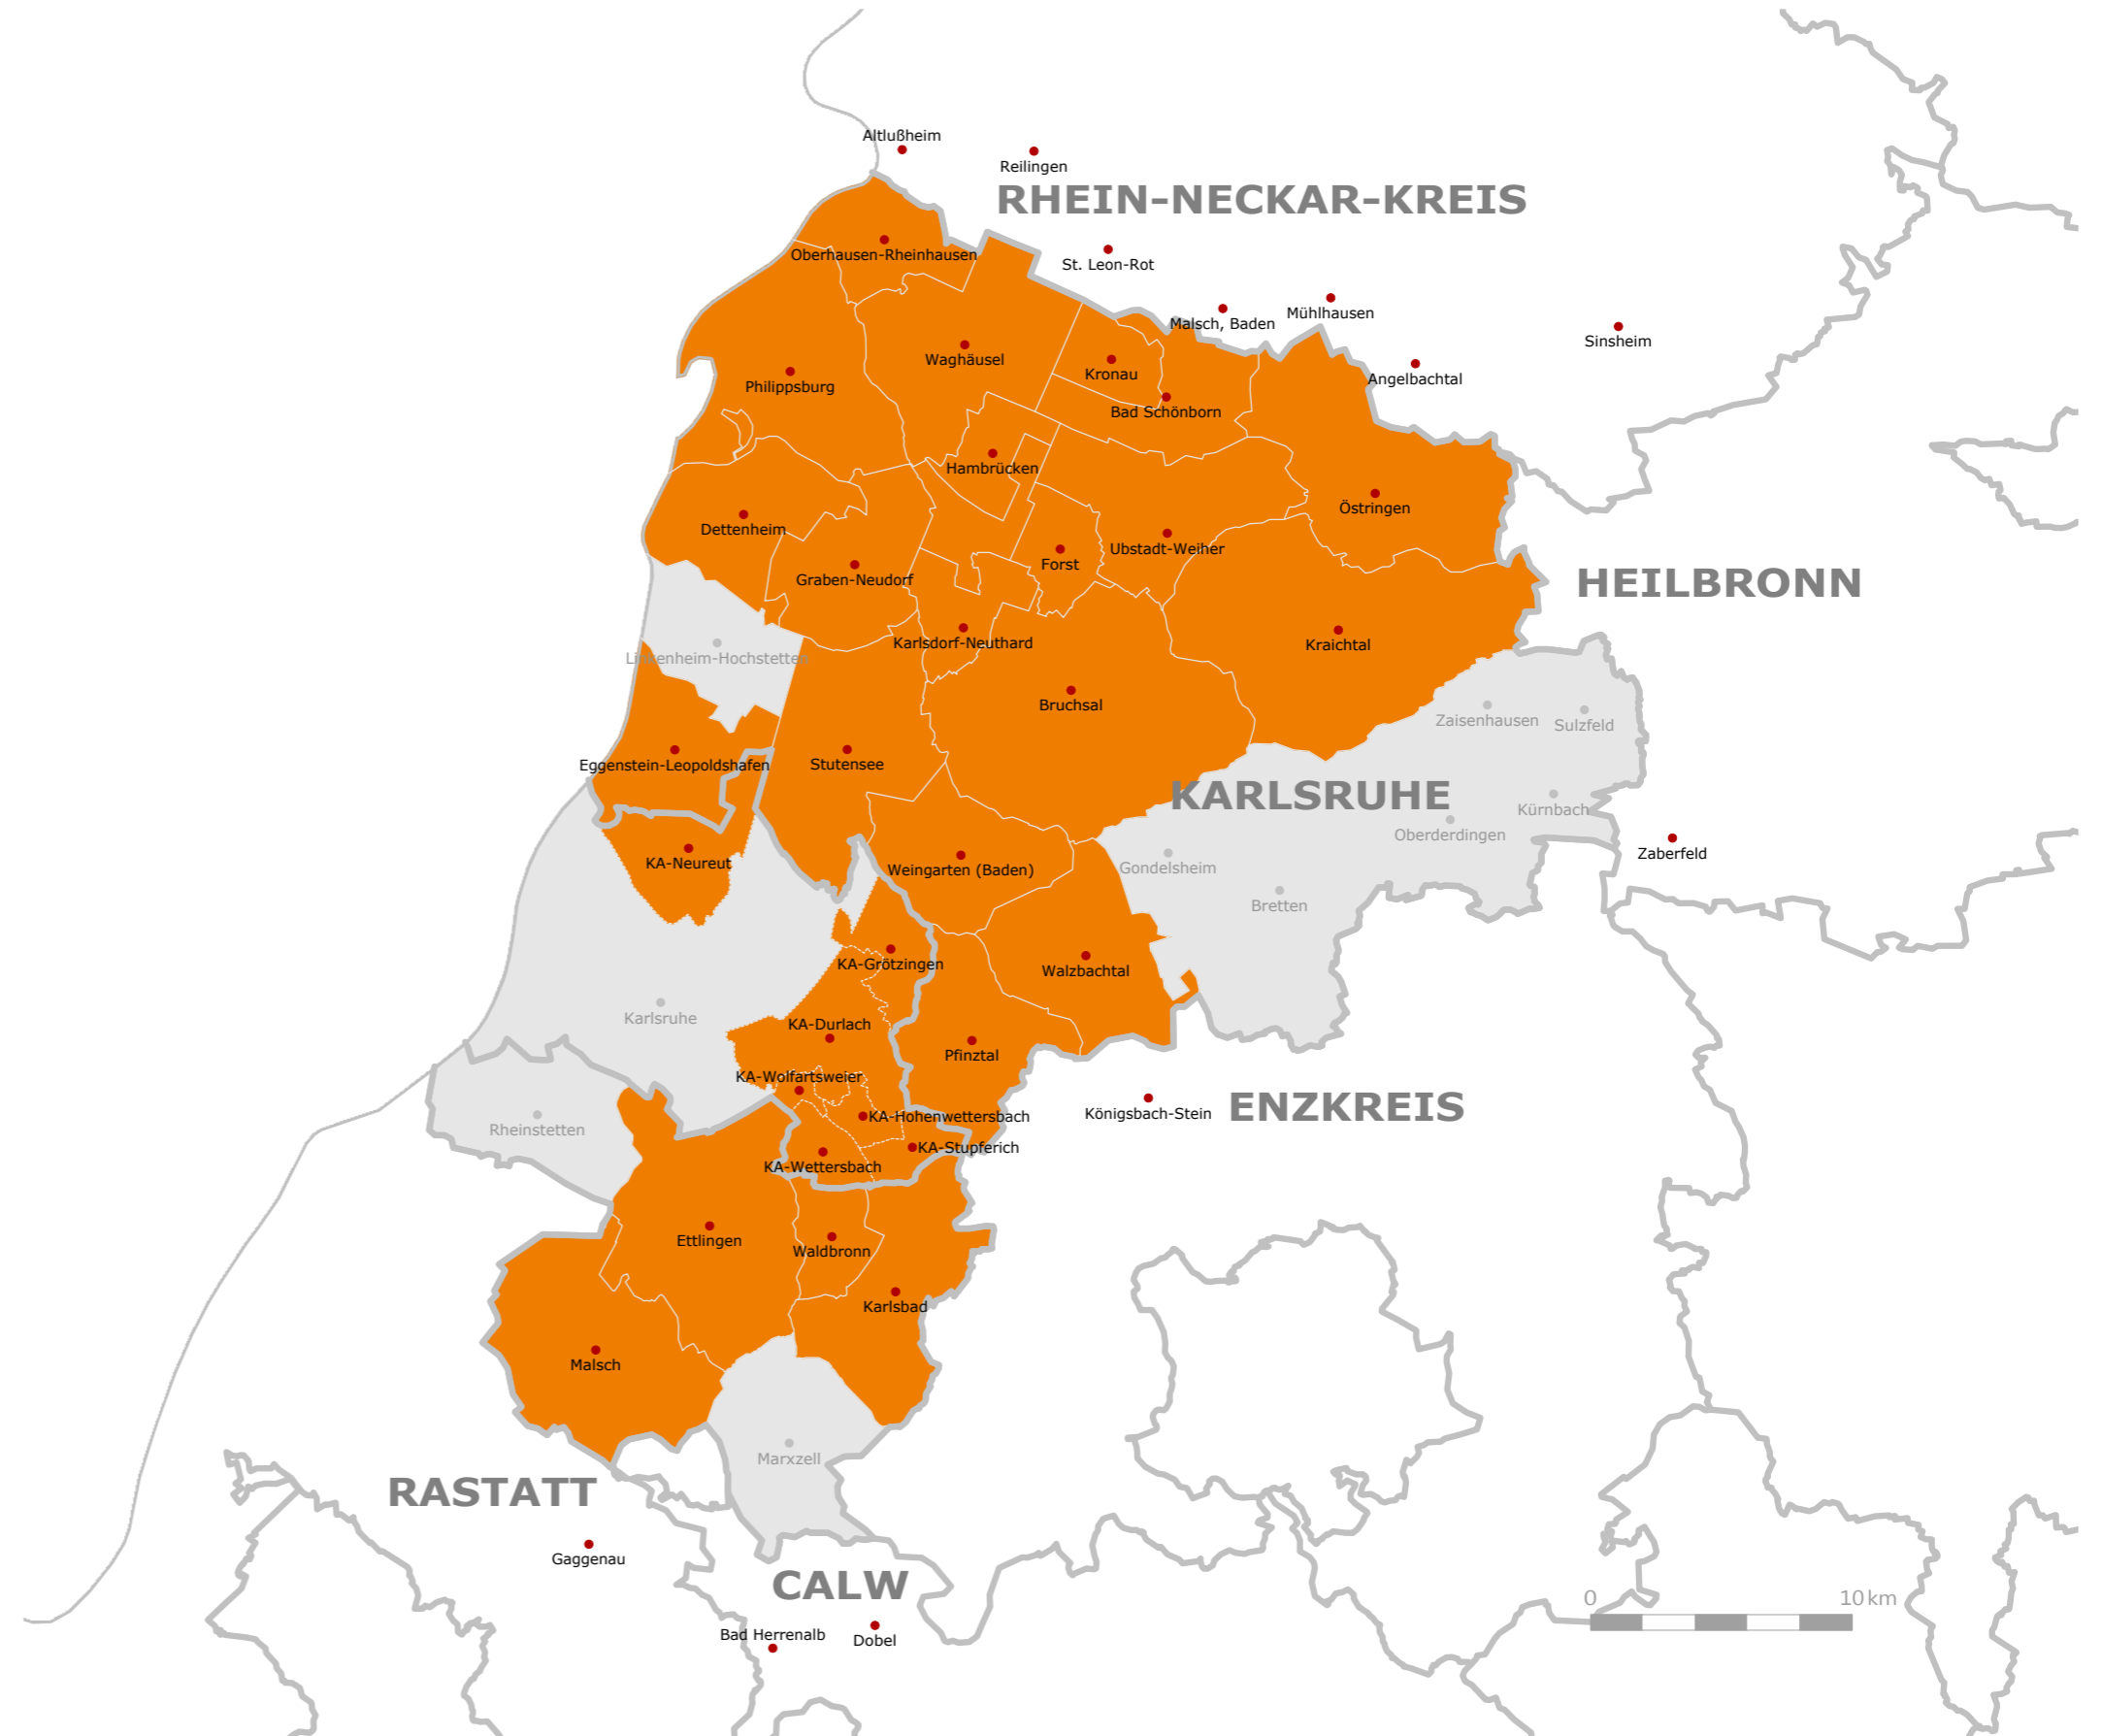 Altlußheim
Reilingen
RHEIN-NECKAR-KREIS
Oberhausen-Rheinhausen
St. Leon-Rot
Malsch, Baden
Mühlhausen
Sinsheim
Waghäusel
Kronau
Angelbachtal
Philippsburg
Bad Schönborn
Hambrücken
Östringen
Dettenheim
Ubstadt-Weiher
Forst
Graben-Neudorf
HEILBRONN
Karlsdorf-Neuthard
Kraichtal
Linkenheim-Hochstetten
Bruchsal
Zaisenhausen
Sulzfeld
Eggenstein-Leopoldshafen
Stutensee
KARLSRUHE
Kürnbach
Oberderdingen
Zaberfeld
KA-Neureut
Weingarten (Baden)
Gondelsheim
Bretten
KA-Grötzingen
Walzbachtal
Karlsruhe
KA-Durlach
Pfinztal
KA-Wolfartsweier
ENZKREIS
Königsbach-Stein
KA-Hohenwettersbach
Rheinstetten
KA-Stupferich
KA-Wettersbach
Ettlingen
Waldbronn
Karlsbad
Malsch
Marxzell
RASTATT
Gaggenau
CALW
0 10 km
Bad Herrenalb
Dobel